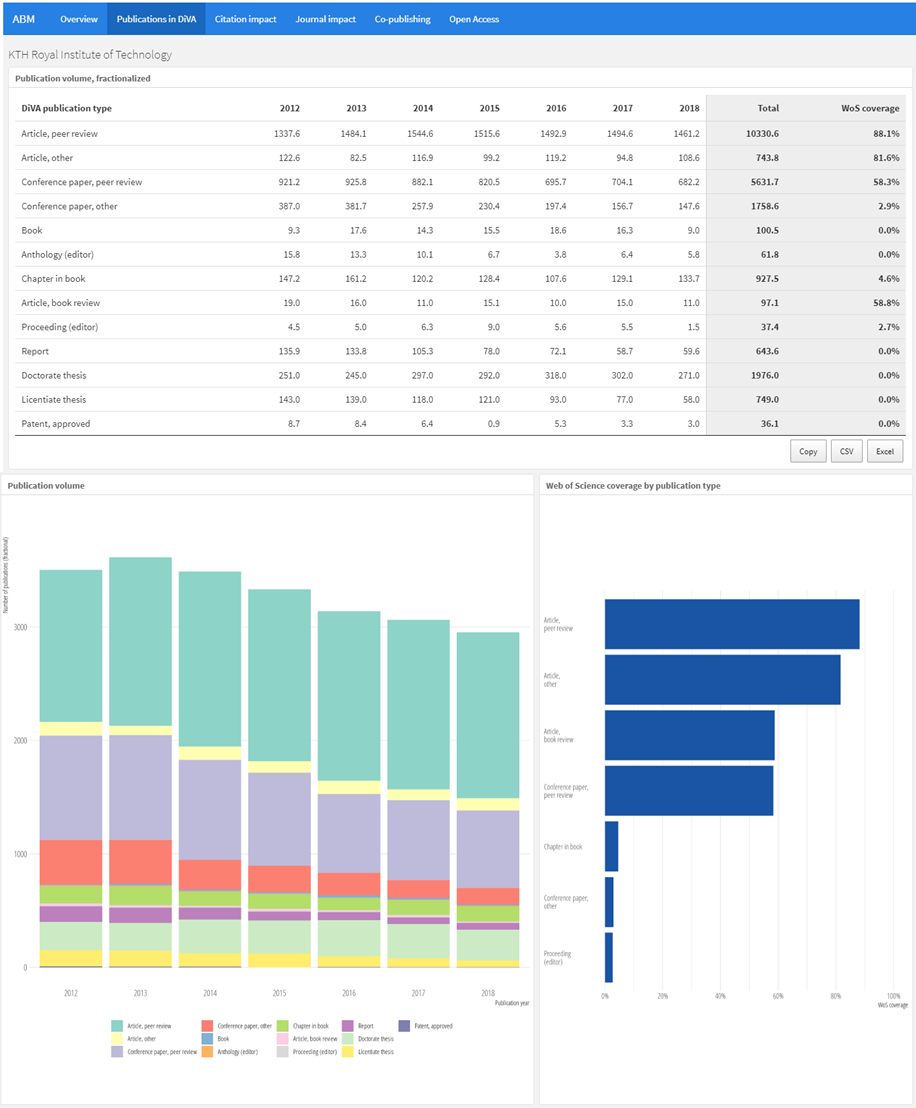 ABM Overview Publications in DiVA Citation impact Journal impact Co-publishing Open Access
KTH Royal Institute of Technology
Publication volume, fractionalized
DiVA publication type 2012 2013 2014 2015 2016 2017 2018 Total WoS coverage
Article, peer review 1337.6 1484.1 1544.6 1515.6 1492.9 1494.6 1461.2 10330.6 88.1%
Article, other 122.6 82.5 116.9 99.2 119.2 94.8 108.6 743.8 81.6%
Conference paper, peer review 921.2 925.8 882.1 820.5 695.7 704.1 682.2 5631.7 58.3%
Conference paper, other 387.0 381.7 257.9 230.4 197.4 156.7 147.6 1758.6 2.9%
Book 9.3 17.6 14.3 15.5 18.6 16.3 9.0 100.5 0.0%
Anthology (editor) 15.8 13.3 10.1 6.7 3.8 6.4 5.8 61.8 0.0%
Chapter in book 147.2 161.2 120.2 128.4 107.6 129.1 133.7 927.5 4.6%
Article, book review 19.0 16.0 11.0 15.1 10.0 15.0 11.0 97.1 58.8%
Proceeding (editor) 4.5 5.0 6.3 9.0 5.6 5.5 1.5 37.4 2.7%
Report 135.9 133.8 105.3 78.0 72.1 58.7 59.6 643.6 0.0%
Doctorate thesis 251.0 245.0 297.0 292.0 318.0 302.0 271.0 1976.0 0.0%
Licentiate thesis 143.0 139.0 118.0 121.0 93.0 77.0 58.0 749.0 0.0%
Patent, approved 8.7 8.4 6.4 0.9 5.3 3.3 3.0 36.1 0.0%
Copy CSV Excel
Publication volume
Number of publications (fractional)
3000
2000
1000
0
2012 2013 2014 2015 2016 2017 2018
Publication year
Article, peer review Conference paper, other Chapter in book Report Patent, approved
Article, other Book Article, book review Doctorate thesis
Conference paper, peer review Anthology (editor) Proceeding (editor) Licentiate thesis
Web of Science coverage by publication type
Article,
peer review
Article,
other
Article,
book review
Conference paper,
peer review
Chapter in book
Conference paper,
other
Proceeding
(editor)
0% 20% 40% 60% 80% 100%
WoS coverage